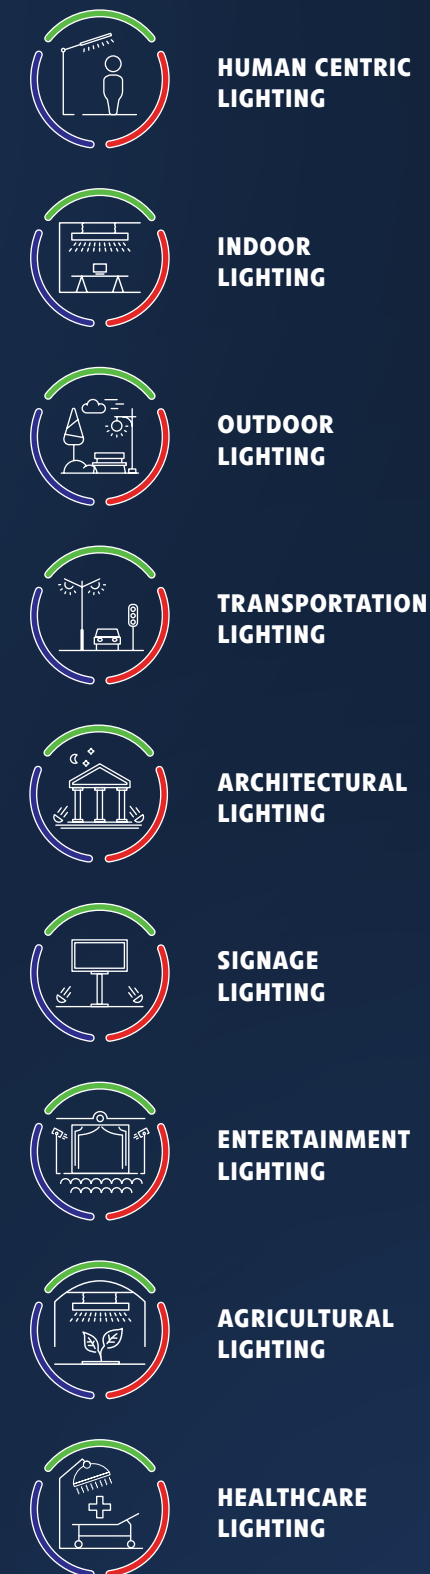 HUMAN CENTRIC
LIGHTING
INDOOR
LIGHTING
OUTDOOR
LIGHTING
TRANSPORTATION
LIGHTING
ARCHITECTURAL
LIGHTING
SIGNAGE
LIGHTING
ENTERTAINMENT
LIGHTING
AGRICULTURAL
LIGHTING
HEALTHCARE
LIGHTING